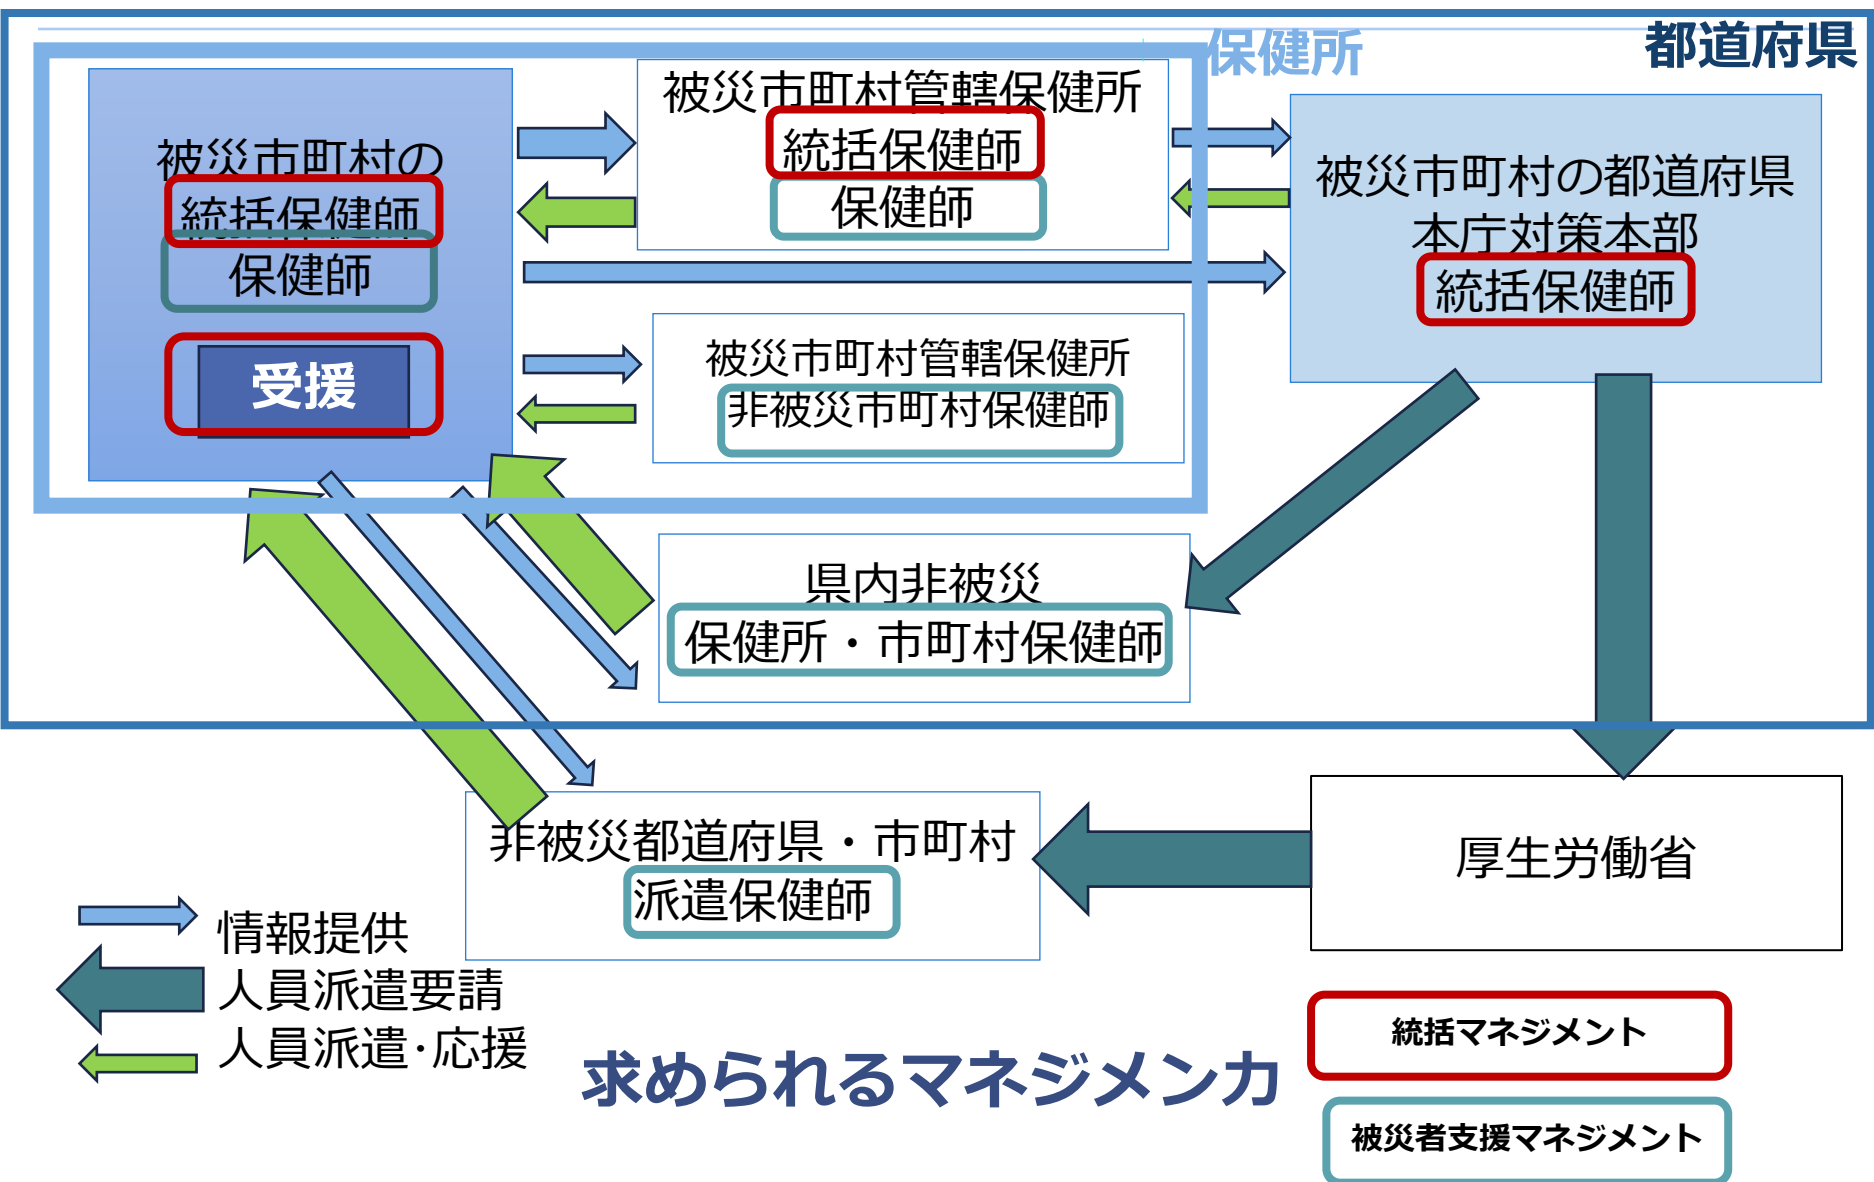 保健所
都道府県
被災市町村の
統括保健師
保健師
受援
被災市町村管轄保健所
統括保健師
保健師
被災市町村の都道府県
本庁対策本部
統括保健師
被災市町村管轄保健所
非被災市町村保健師
県内非被災
保健所・市町村保健師
非被災都道府県・市町村
派遣保健師
厚生労働省
情報提供
人員派遣要請
人員派遣・応援
求められるマネジメン力
統括マネジメント
被災者支援マネジメント